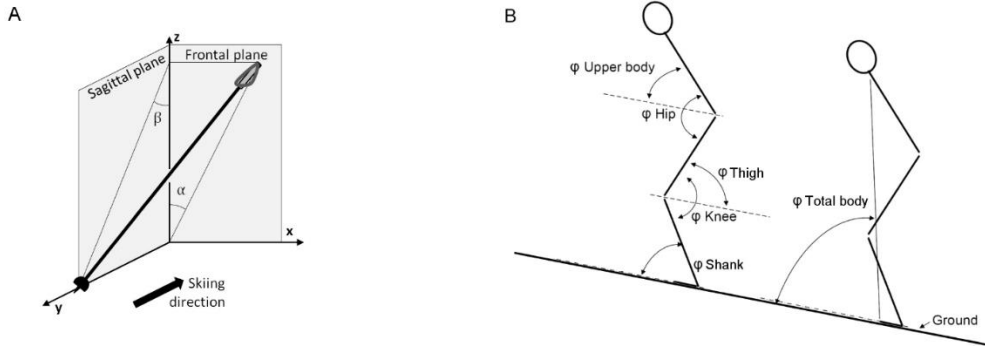 A
B
z
Sagittal plane
Frontal plane
β
α
x
y
Skiing
direction
φ Upper body
φ Hip
φ Thigh
φ Knee
φ Shank
φ Total body
Ground